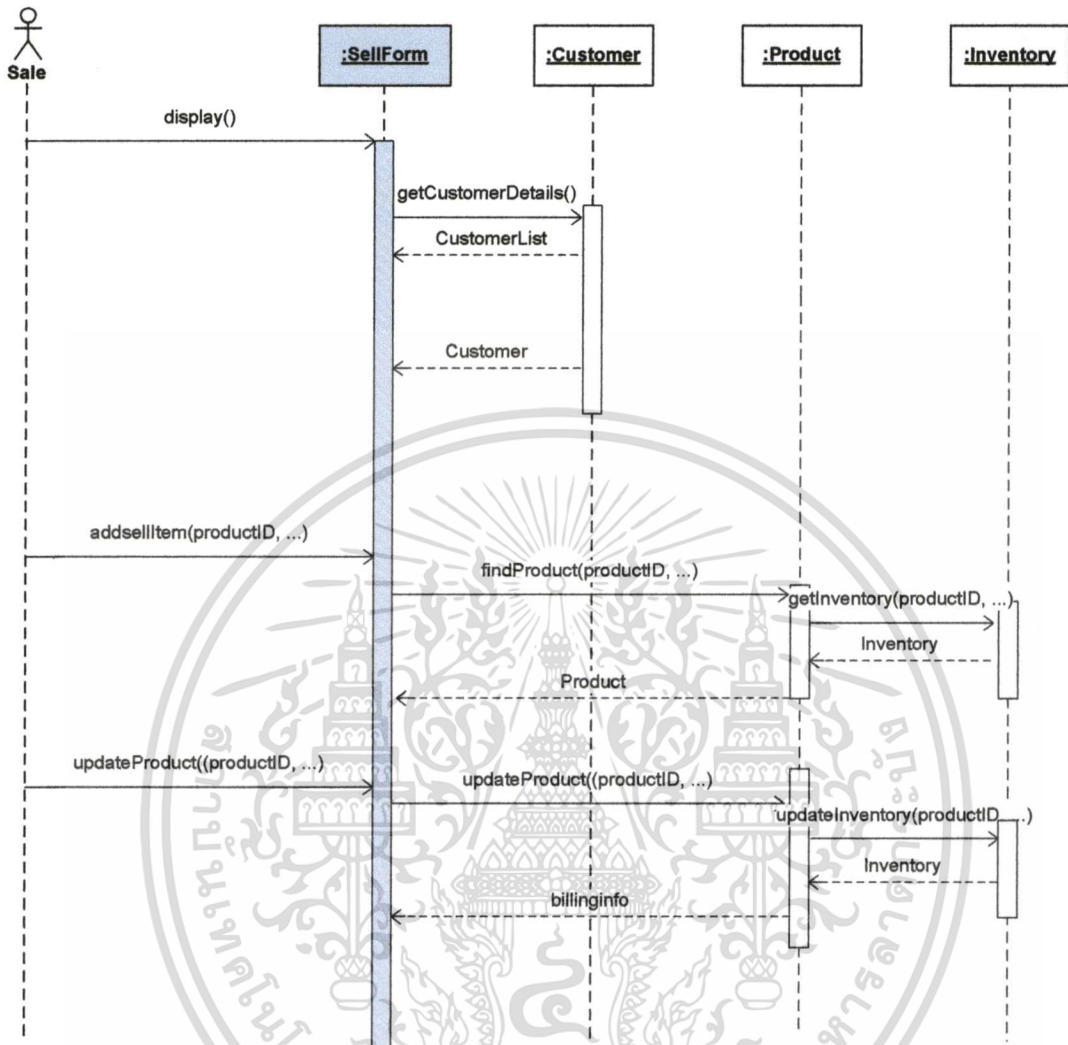 Sale
:SellForm
:Customer
:Product
:Inventory
display()
getCustomerDetails()
CustomerList
Customer
addsellItem(productID, ...)
findProduct(productID, ...)
getInventory(productID, ...)
Inventory
Product
updateProduct((productID, ...)
updateProduct((productID, ...)
updateInventory(productID, ...)
Inventory
billinginfo